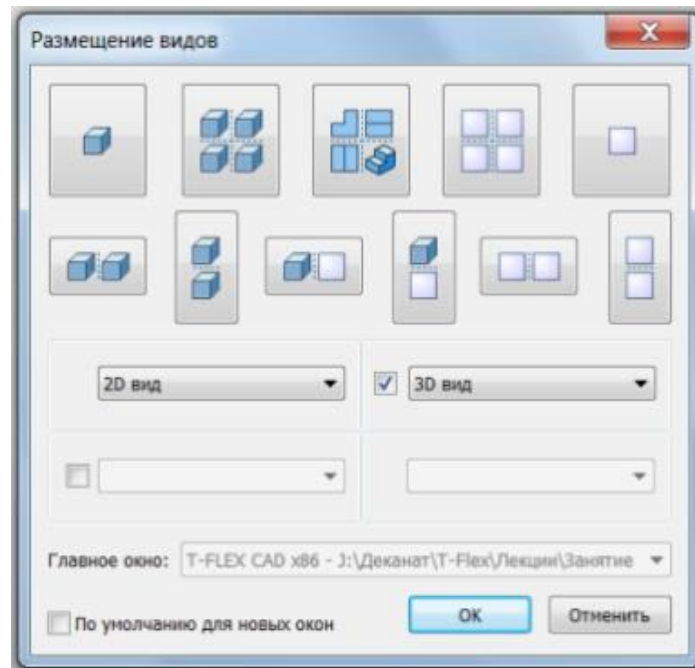 Размещение видов
2D вид
3D вид
Главное окно: T-FLEX CAD x86 - J:\Деканат\T-Flex\Лекции\Занятие
По умолчанию для новых окон
ОК
Отменить